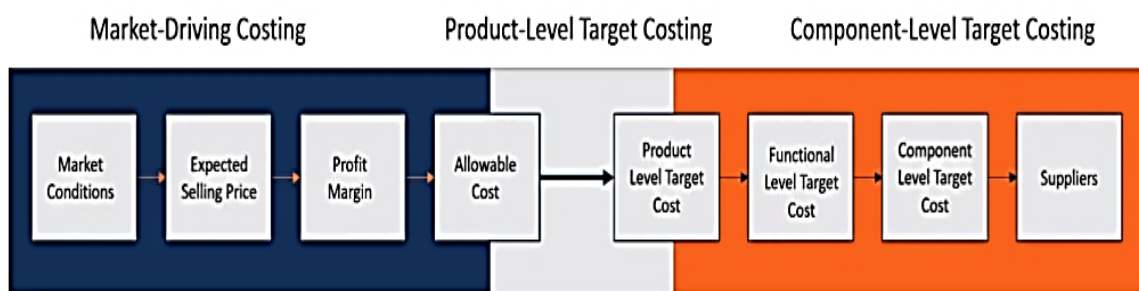 Market-Driving Costing
Product-Level Target Costing
Component-Level Target Costing
Market
Conditions
Expected
Selling Price
Profit
Margin
Allowable
Cost
Product
Level Target
Cost
Functional
Level Target
Cost
Component
Level Target
Cost
Suppliers